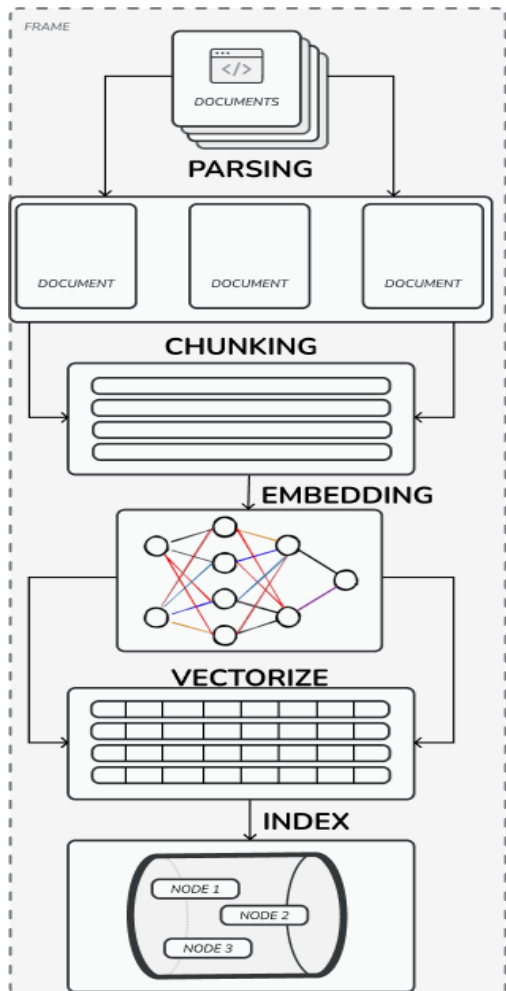 FRAME
</>
DOCUMENTS
PARSING
DOCUMENT
DOCUMENT
DOCUMENT
CHUNKING
EMBEDDING
VECTORIZE
INDEX
NODE 1
NODE 2
NODE 3